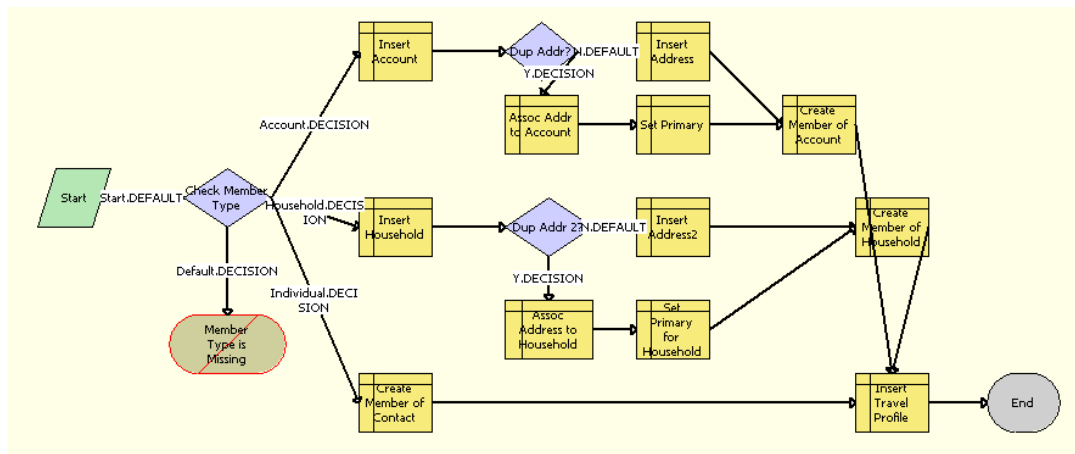 Insert
Account
Dup Addr?
N.DEFAULT
Insert
Address
Y.DECISION
Account.DECISION
Assoc Addr
to Account
Set Primary
Create
Member of
Account
Start
Start.DEFAULT
Check Member
Type
Household.DECIS
ION
Insert
Household
Dup Addr 2?
N.DEFAULT
Insert
Address2
Create
Member of
Household
Default.DECISION
Y.DECISION
Individual.DECI
SION
Member
Type is
Missing
Assoc
Address to
Household
Set
Primary
for
Household
Create
Member of
Contact
Insert
Travel
Profile
End